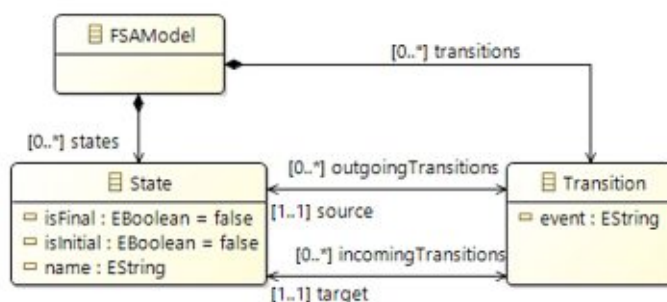 FSAModel
[0..*] transitions
[0..*] states
State
isFinal : EBoolean = false
isInitial : EBoolean = false
name : EString
[0..*] outgoingTransitions
[1..1] source
[0..*] incomingTransitions
[1..1] target
Transition
event : EString